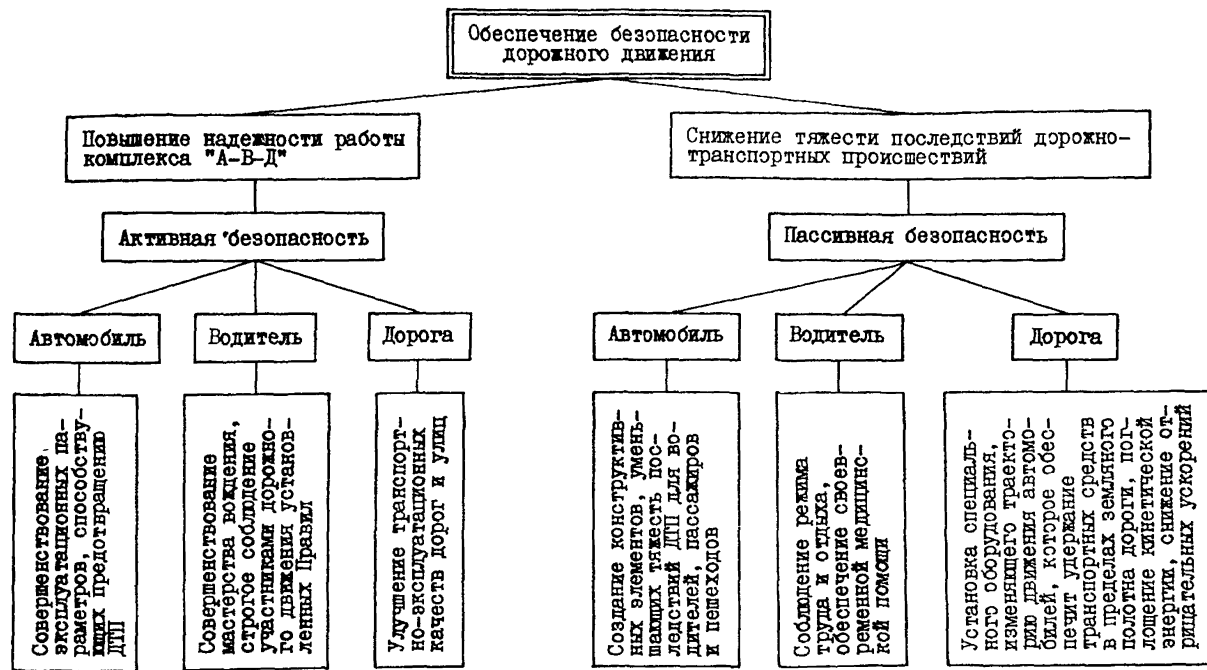 Обеспечение безопасности
дорожного движения
Повышение надежности работы
комплекса "А-В-Д"
Снижение тяжести последствий дорожно-
транспортных происшествий
Активная безопасность
Пассивная безопасность
Автомобиль
Водитель
Дорога
Автомобиль
Водитель
Дорога
Совершенствование
эксплуатационных па-
раметров, способству-
ющих предотвращению
ДТП
Совершенствование
мастерства вождения,
строгое соблюдение
участниками дорожно-
го движения установ-
ленных Правил
Улучшение транспорт-
но-эксплуатационных
качеств дорог и улиц
Создание конструктив-
ных элементов, умень-
шающих тяжесть пос-
ледствий ДТП для во-
дителей, пассажиров
и пешеходов
Соблюдение режима
труда и отдыха,
обеспечение своев-
ременной медицинс-
кой помощи
Установка специаль-
ного оборудования,
изменяющего траекто-
рию движения автомо-
билей, которое обес-
печит удержание
транспортных средств
в пределах земляного
полотна дороги, пог-
лощение кинетической
энергии, снижение от-
рицательных ускорений